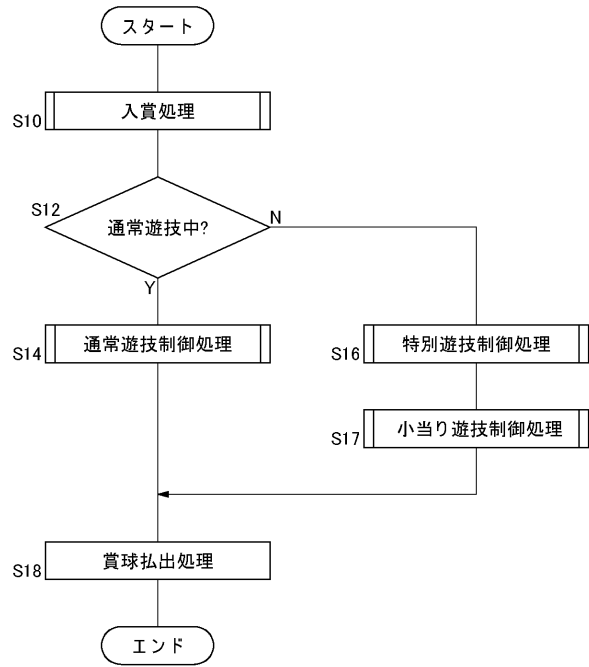 スタート
入賞処理
S10
S12
通常遊技中?
N
Y
通常遊技制御処理
S14
特別遊技制御処理
S16
小当り遊技制御処理
S17
賞球払出処理
S18
エンド